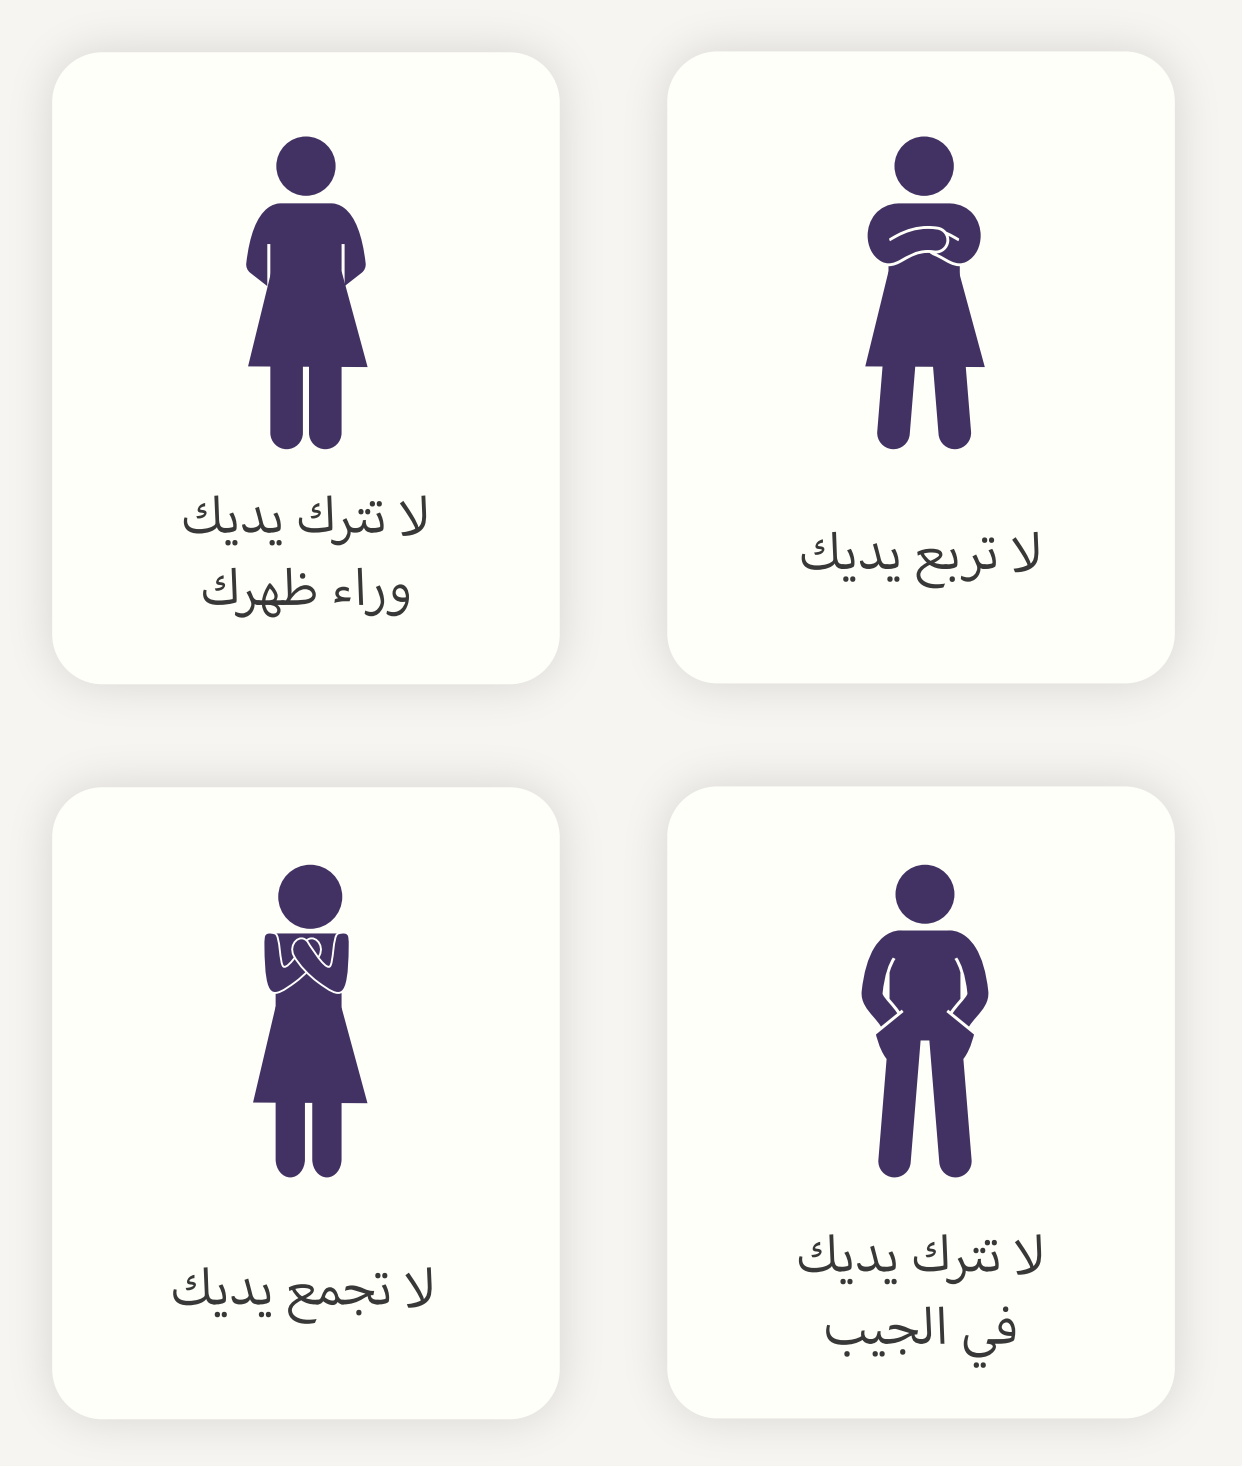 لا تربع يديك
لا تترك يديك
وراء ظهرك
لا تترك يديك
في الجيب
لا تجمع يديك